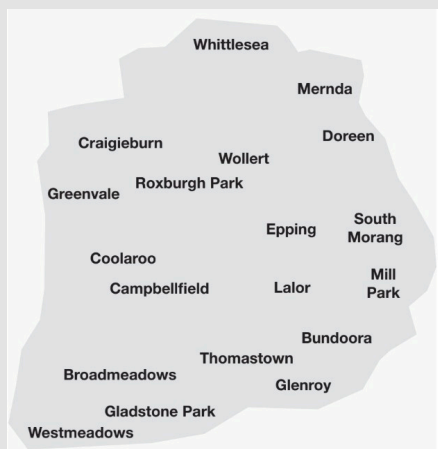 Whittlesea
Mernda
Doreen
Craigieburn
Wollert
Roxburgh Park
Greenvale
South
Morang
Epping
Coolaroo
Mill
Park
Campbellfield
Lalor
Bundoora
Thomastown
Broadmeadows
Glenroy
Gladstone Park
Westmeadows